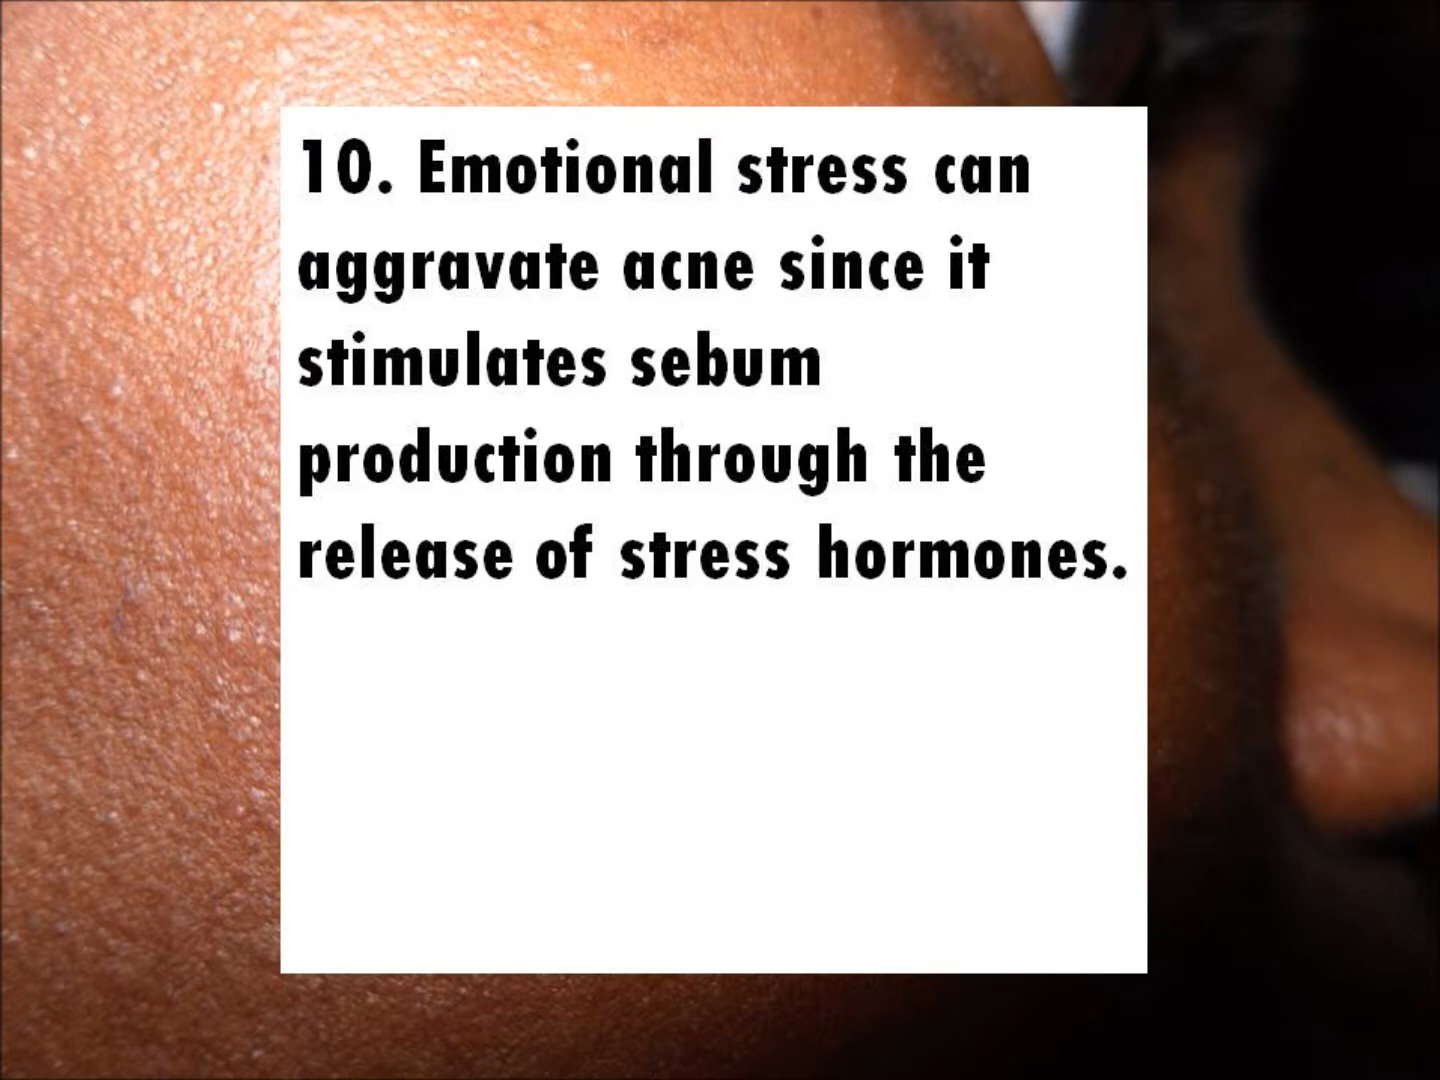 10. Emotional stress can
aggravate acne since it
stimulates sebum
production through the
release of stress hormones.